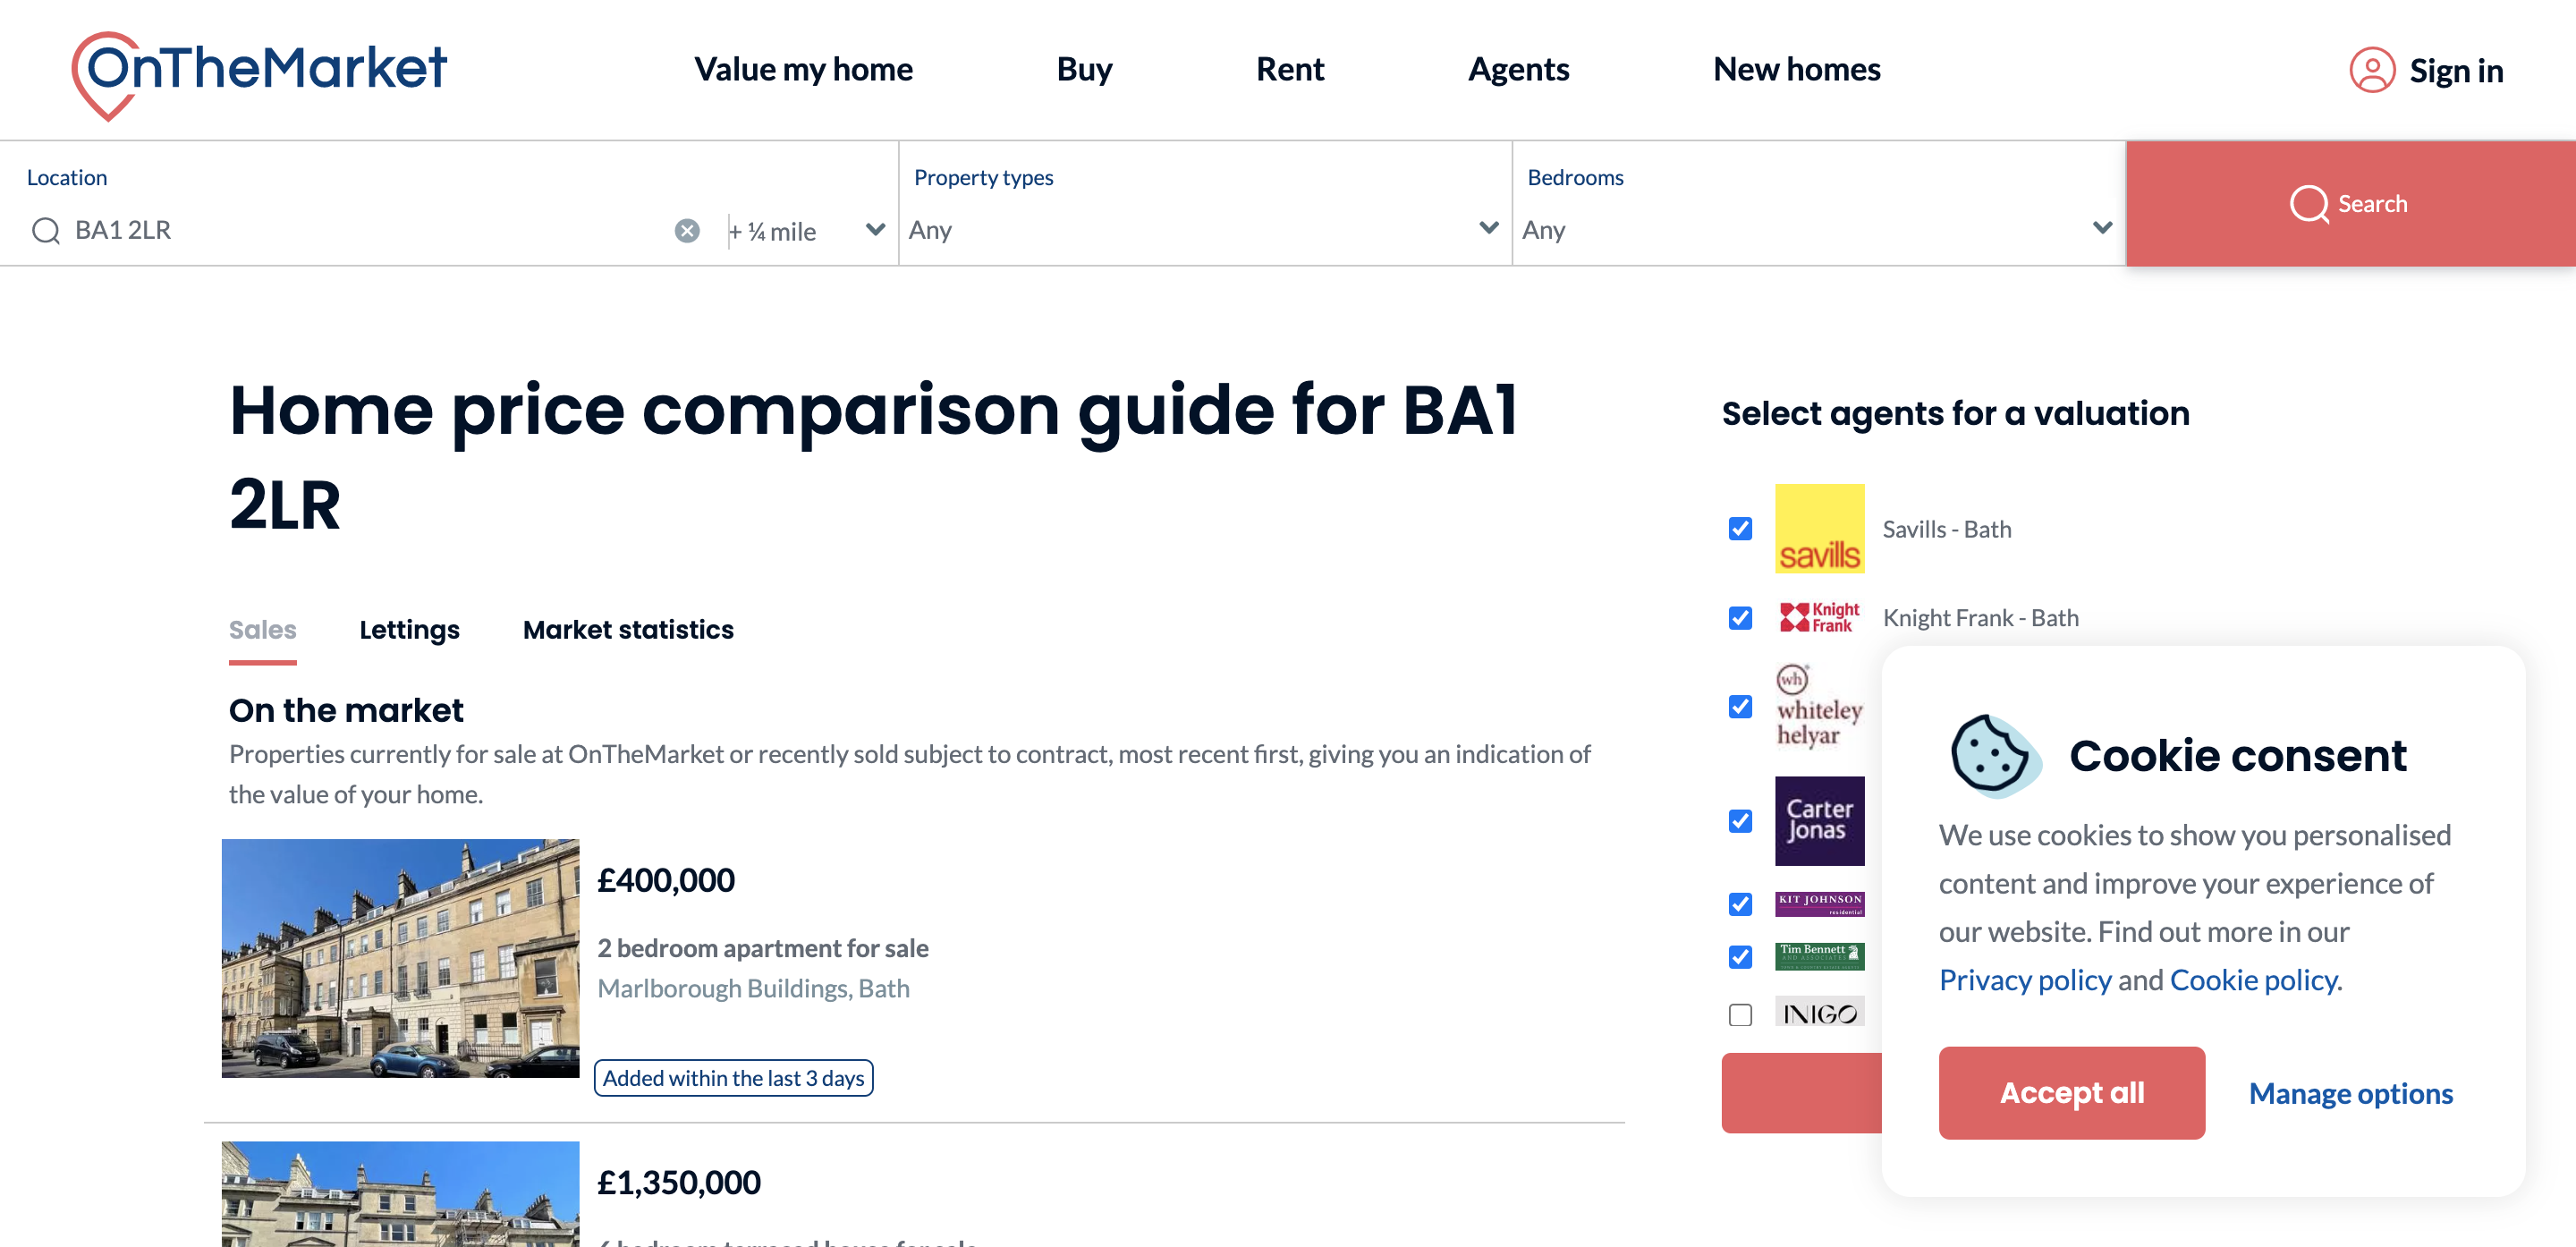 OnTheMarket
Value my home
Buy
Rent
Agents
New homes
Sign in
Location
BA1 2LR
+ ¼ mile
Property types
Any
Bedrooms
Any
Search
Home price comparison guide for BA1
2LR
Sales
Lettings
Market statistics
On the market
Properties currently for sale at OnTheMarket or recently sold subject to contract, most recent first, giving you an indication of
the value of your home.
£400,000
2 bedroom apartment for sale
Marlborough Buildings, Bath
Added within the last 3 days
£1,350,000
6 bedroom terraced house for sale
Select agents for a valuation
savills
Savills - Bath
Knight
Frank
Knight Frank - Bath
wh
whiteley
helyar
Carter
Jonas
KIT JOHNSON
residential
Tim Bennett
AND ASSOCIATES
INIGO
Cookie consent
We use cookies to show you personalised
content and improve your experience of
our website. Find out more in our
Privacy policy and Cookie policy.
Accept all
Manage options